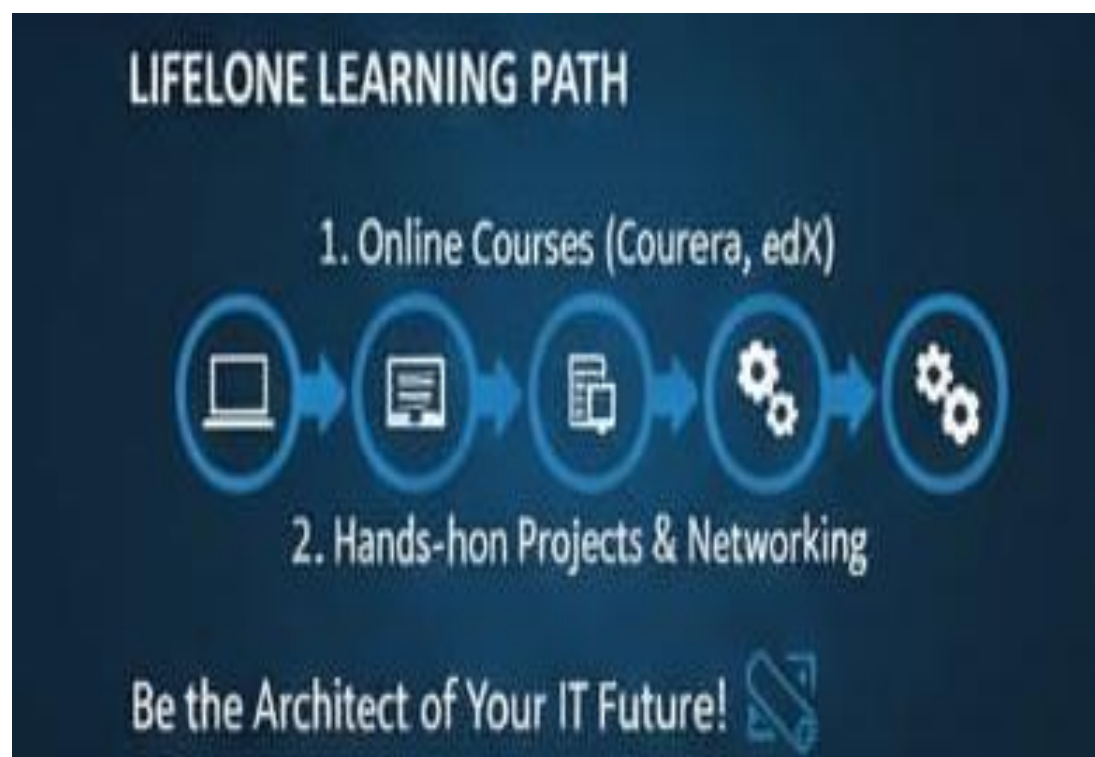 LIFELONE LEARNING PATH
1. Online Courses (Courera, edX)
2. Hands-hon Projects & Networking
Be the Architect of Your IT Future!